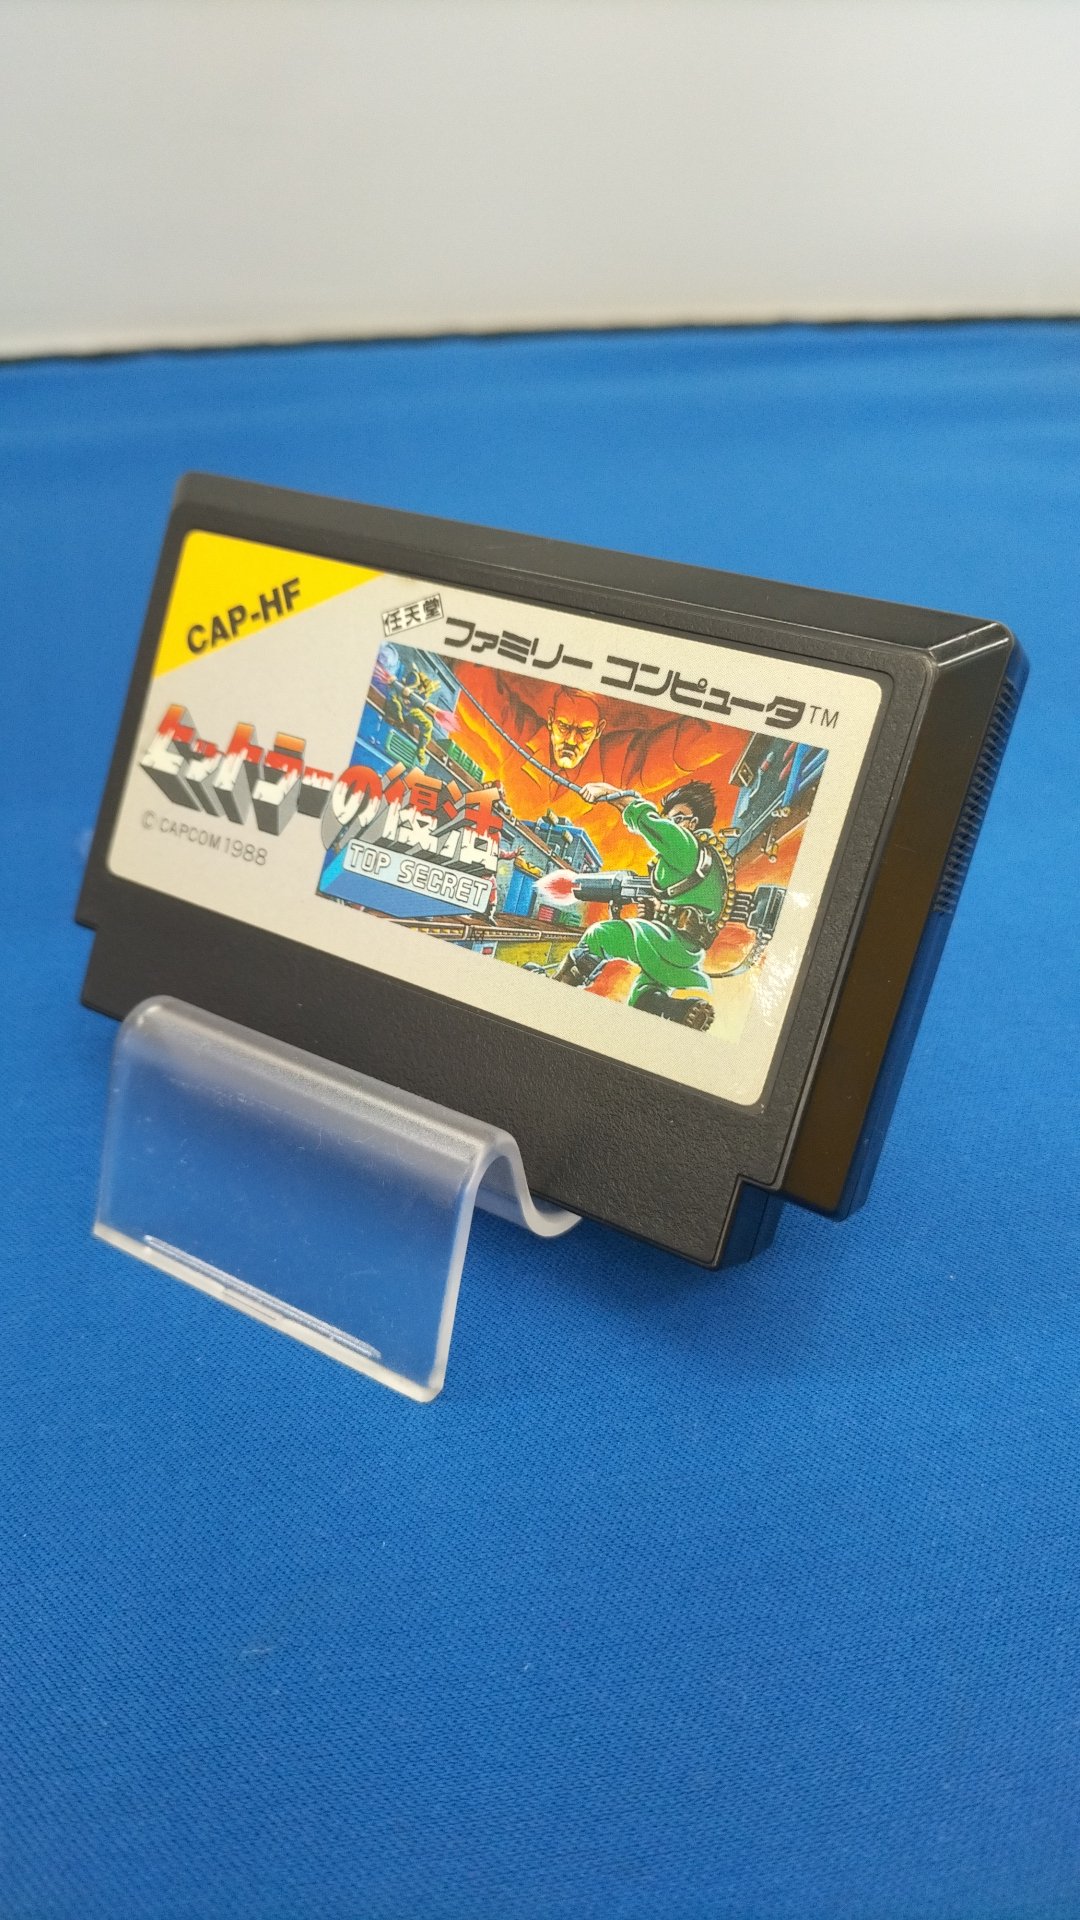 CAP-HF
任天堂
ファミリー コンピュータ™
ヒットラーの復活
TOP SECRET
© CAPCOM 1988